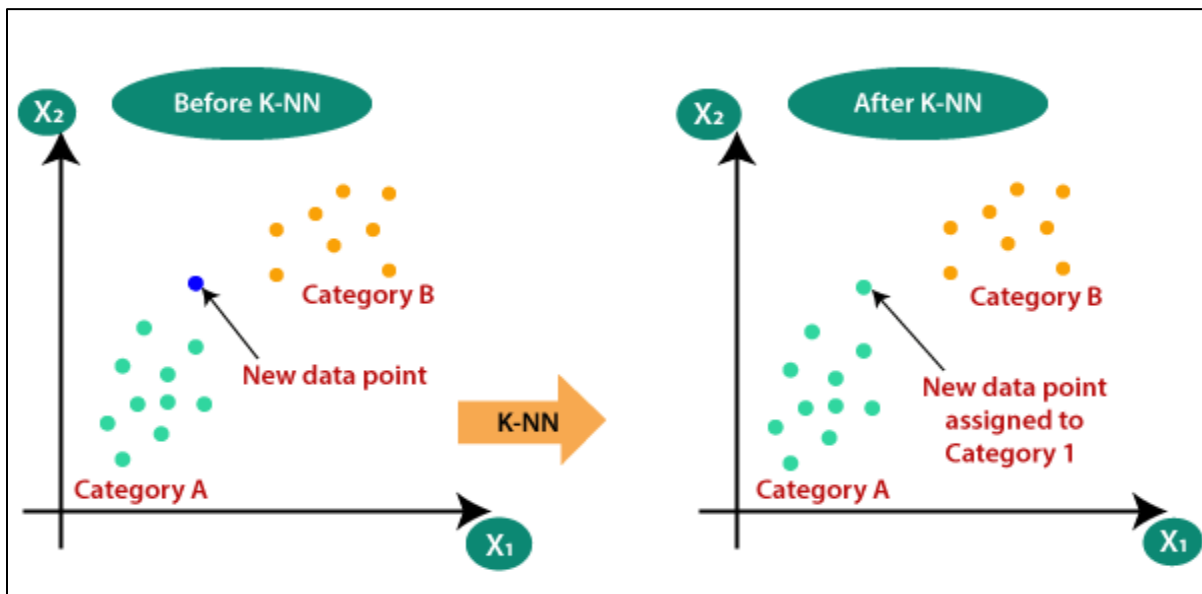 Before K-NN
X₂
Category B
New data point
Category A
X₁
K-NN
After K-NN
X₂
Category B
New data point
assigned to
Category 1
Category A
X₁